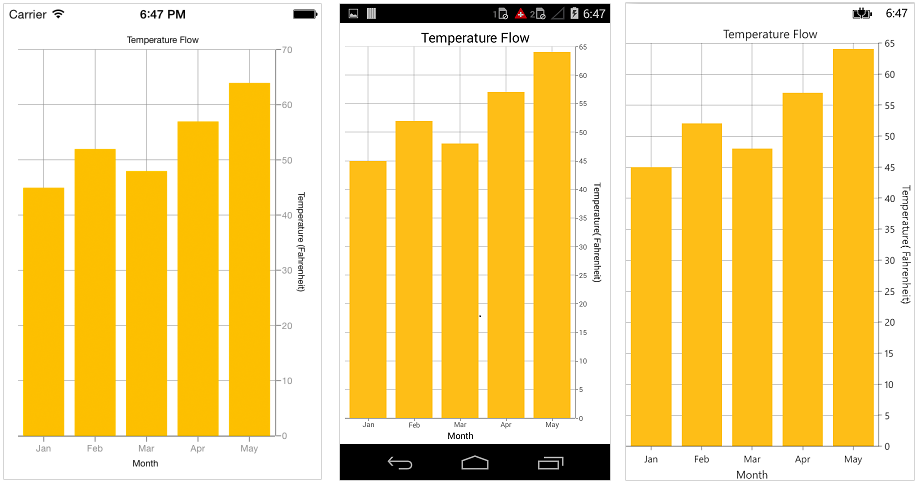 Carrier 6:47 PM
Temperature Flow
70
60
50
40
30
20
10
0
Temperature (Fahrenheit)
Jan Feb Mar Apr May
Month
1 2 6:47
Temperature Flow
65
60
55
50
45
40
35
30
25
20
15
10
5
0
Temperature( Fahrenheit)
Jan Feb Mar Apr May
Month
6:47
Temperature Flow
65
60
55
50
45
40
35
30
25
20
15
10
5
0
Temperature( Fahrenheit)
Jan Feb Mar Apr May
Month